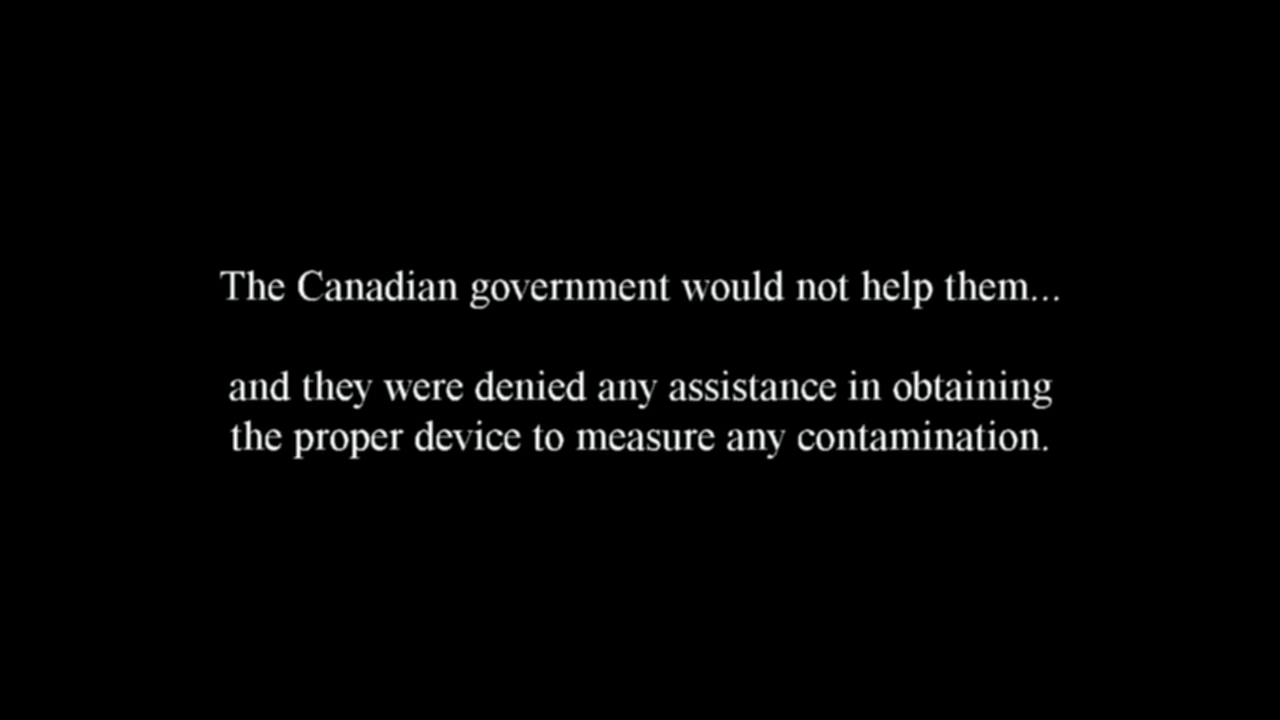 The Canadian government would not help them...
and they were denied any assistance in obtaining
the proper device to measure any contamination.